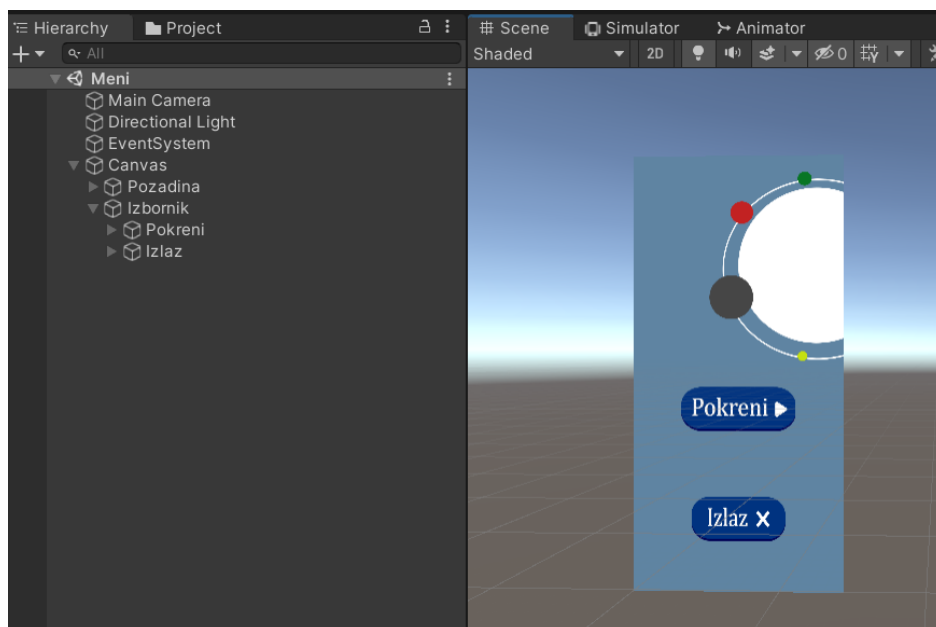 Hierarchy Project
All
Meni
Main Camera
Directional Light
EventSystem
Canvas
Pozadina
Izbornik
Pokreni
Izlaz
Scene Simulator Animator
Shaded 2D 0
Pokreni
Izlaz